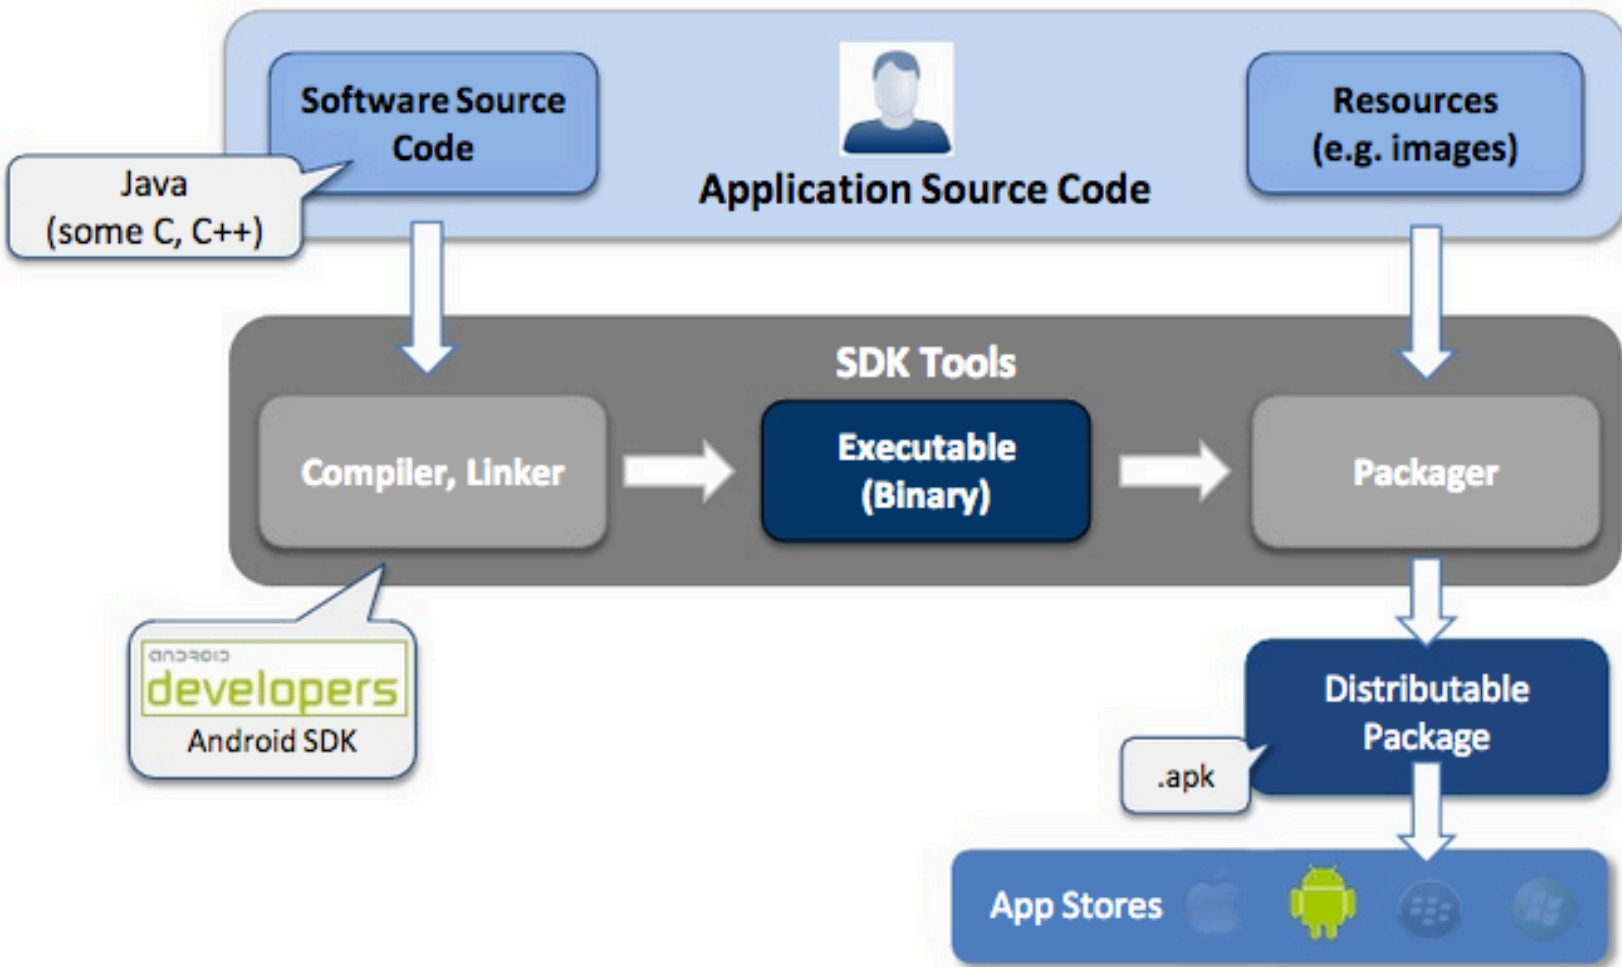 Software Source
Code
Application Source Code
Resources
(e.g. images)
Java
(some C, C++)
SDK Tools
Compiler, Linker
Executable
(Binary)
Packager
ANDROID
developers
Android SDK
Distributable
Package
.apk
App Stores